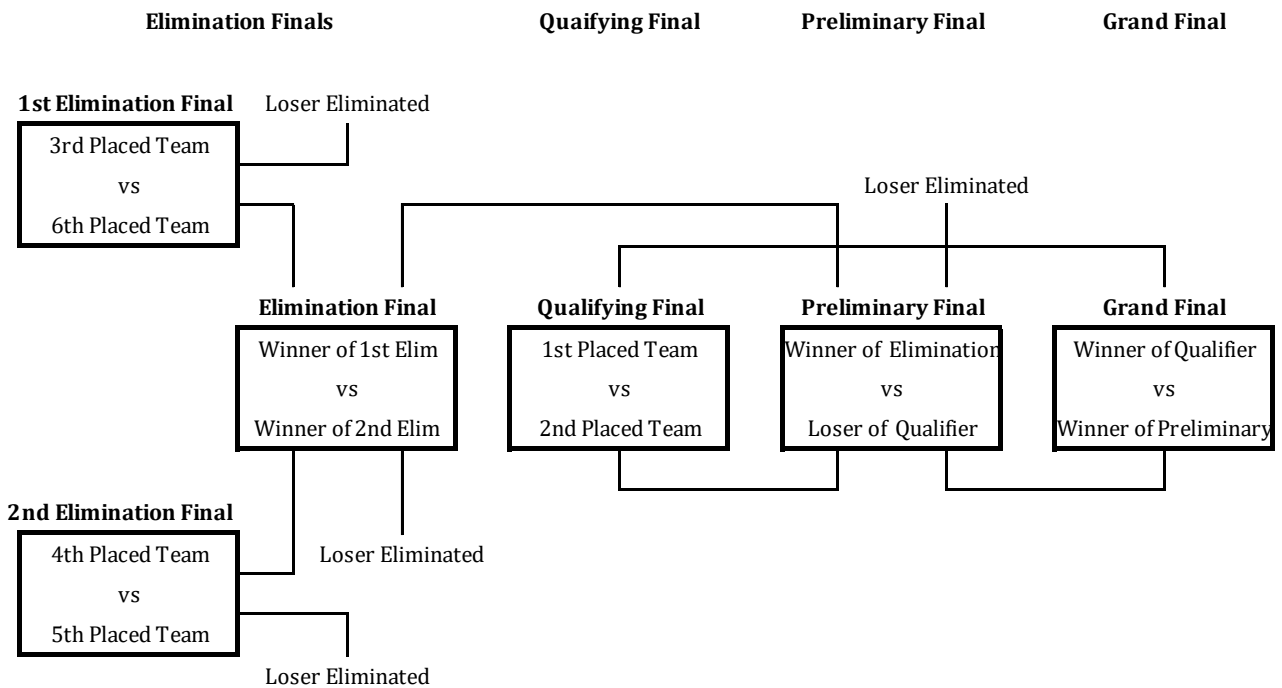 Elimination Finals
Quaifying Final
Preliminary Final
Grand Final
1st Elimination Final
Loser Eliminated
3rd Placed Team
vs
6th Placed Team
Loser Eliminated
Elimination Final
Winner of 1st Elim
vs
Winner of 2nd Elim
Qualifying Final
1st Placed Team
vs
2nd Placed Team
Preliminary Final
Winner of Elimination
vs
Loser of Qualifier
Grand Final
Winner of Qualifier
vs
Winner of Preliminary
2nd Elimination Final
4th Placed Team
vs
5th Placed Team
Loser Eliminated
Loser Eliminated